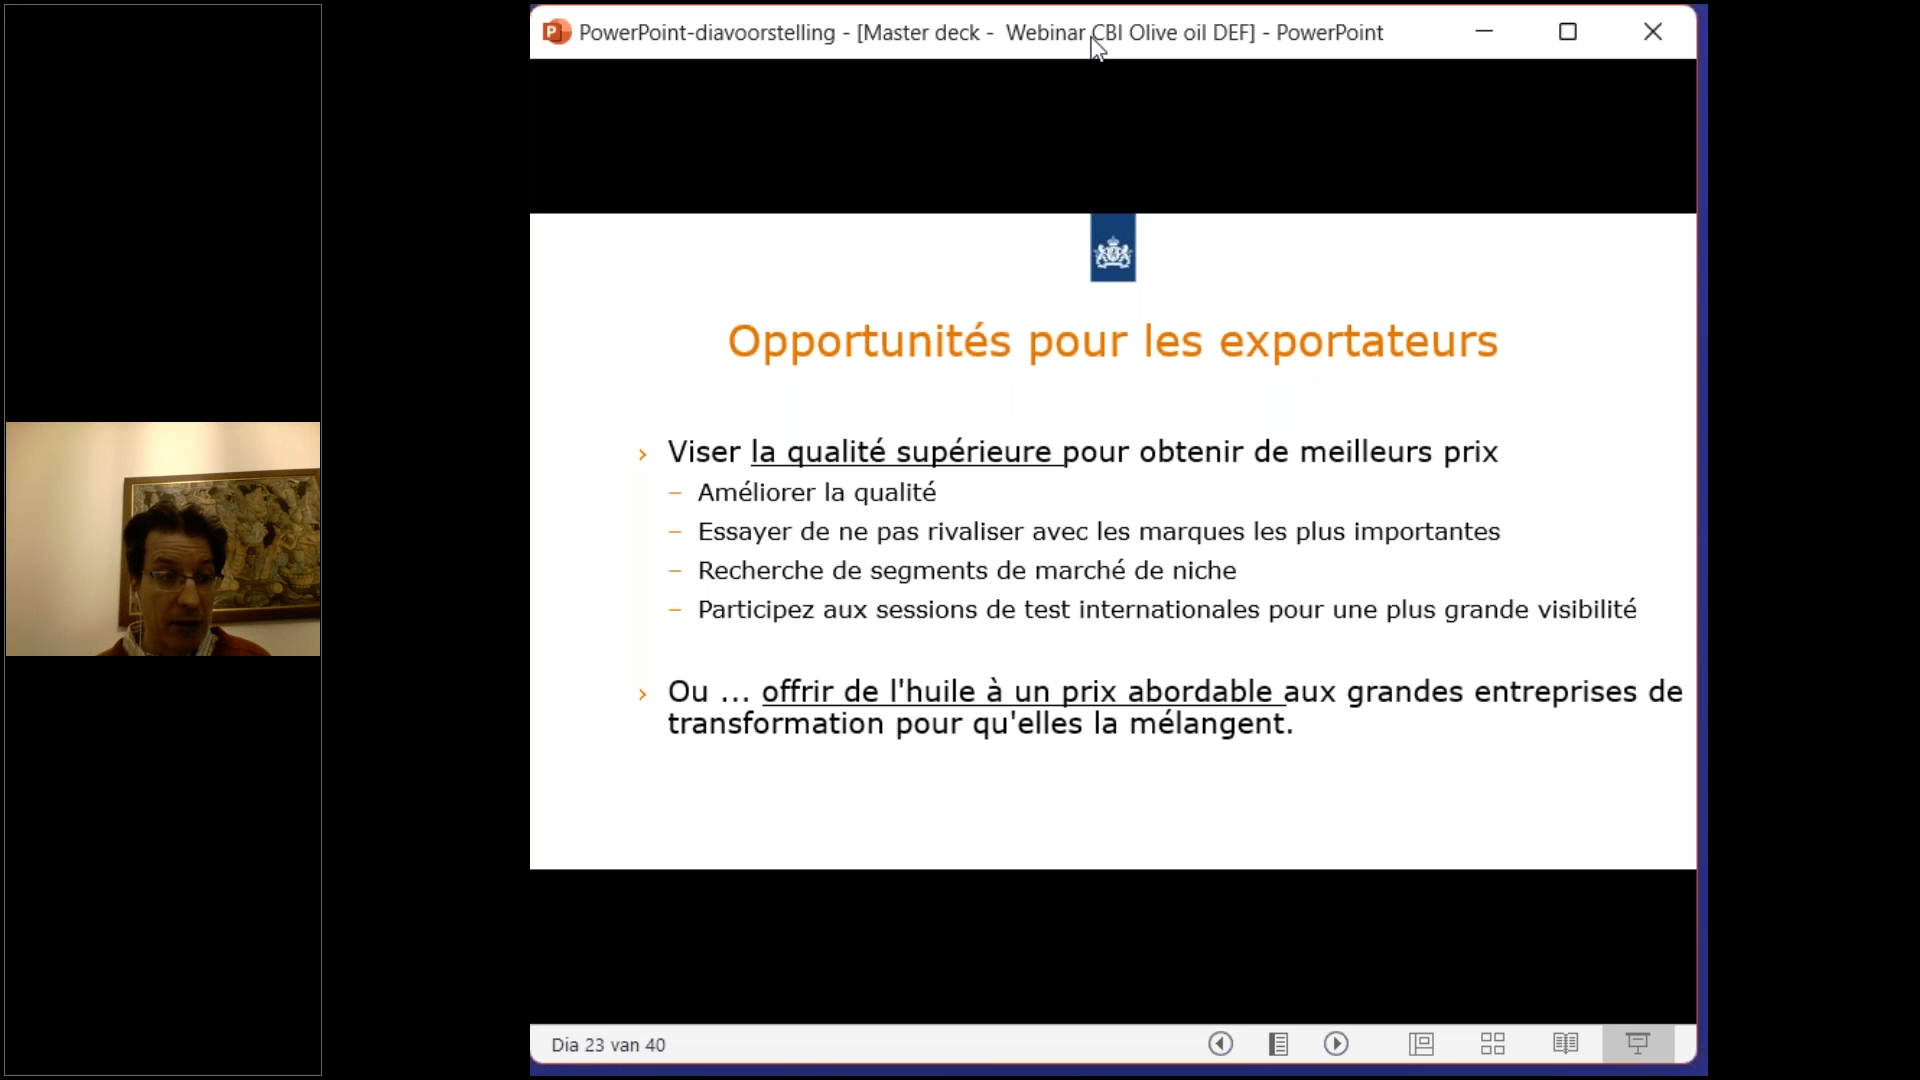 PowerPoint-diavoorstelling - [Master deck -  Webinar CBI Olive oil DEF] - PowerPoint
Opportunités pour les exportateurs
› Viser la qualité supérieure pour obtenir de meilleurs prix
– Améliorer la qualité
– Essayer de ne pas rivaliser avec les marques les plus importantes
– Recherche de segments de marché de niche
– Participez aux sessions de test internationales pour une plus grande visibilité
› Ou ... offrir de l'huile à un prix abordable aux grandes entreprises de
transformation pour qu'elles la mélangent.
Dia 23 van 40